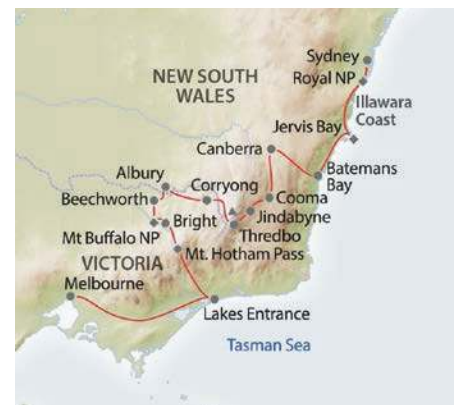 Sydney
NEW SOUTH
WALES
Royal NP
Illawara
Coast
Jervis Bay
Canberra
Batemans
Bay
Albury
Corryong
Beechworth
Cooma
Bright
Jindabyne
Thredbo
Mt Buffalo NP
VICTORIA
Mt. Hotham Pass
Melbourne
Lakes Entrance
Tasman Sea